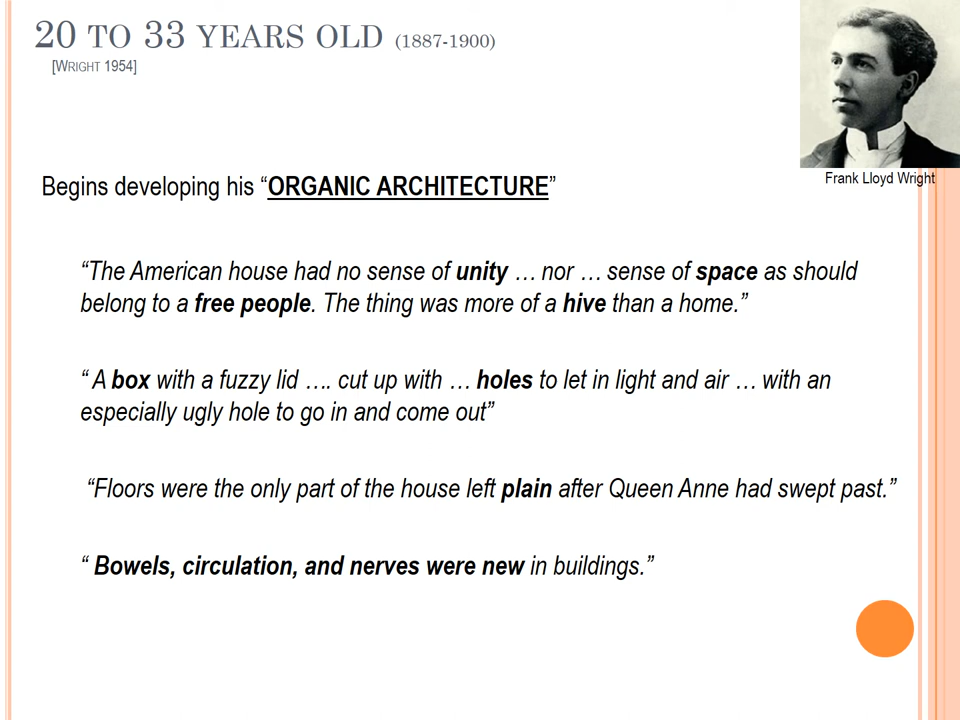 20 TO 33 YEARS OLD (1887-1900)
[WRIGHT 1954]
Frank Lloyd Wright
Begins developing his “ORGANIC ARCHITECTURE”
“The American house had no sense of unity … nor … sense of space as should
belong to a free people. The thing was more of a hive than a home.”
“ A box with a fuzzy lid …. cut up with … holes to let in light and air … with an
especially ugly hole to go in and come out”
“Floors were the only part of the house left plain after Queen Anne had swept past.”
“ Bowels, circulation, and nerves were new in buildings.”